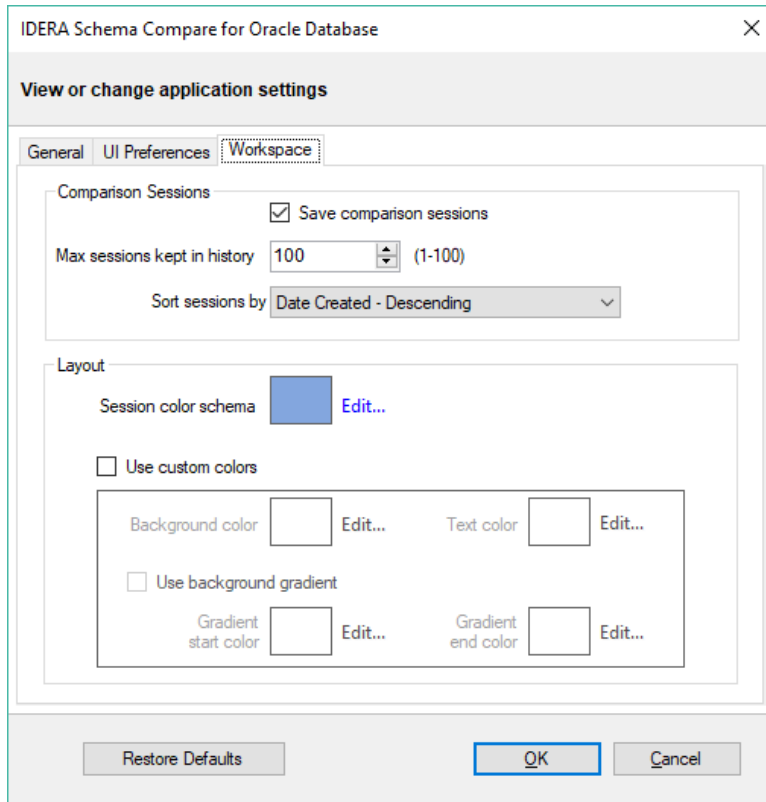 IDERA Schema Compare for Oracle Database
View or change application settings
General UI Preferences Workspace
Comparison Sessions
Save comparison sessions
Max sessions kept in history 100 (1-100)
Sort sessions by Date Created - Descending
Layout
Session color schema Edit...
Use custom colors
Background color Edit... Text color Edit...
Use background gradient
Gradient start color Edit... Gradient end color Edit...
Restore Defaults OK Cancel